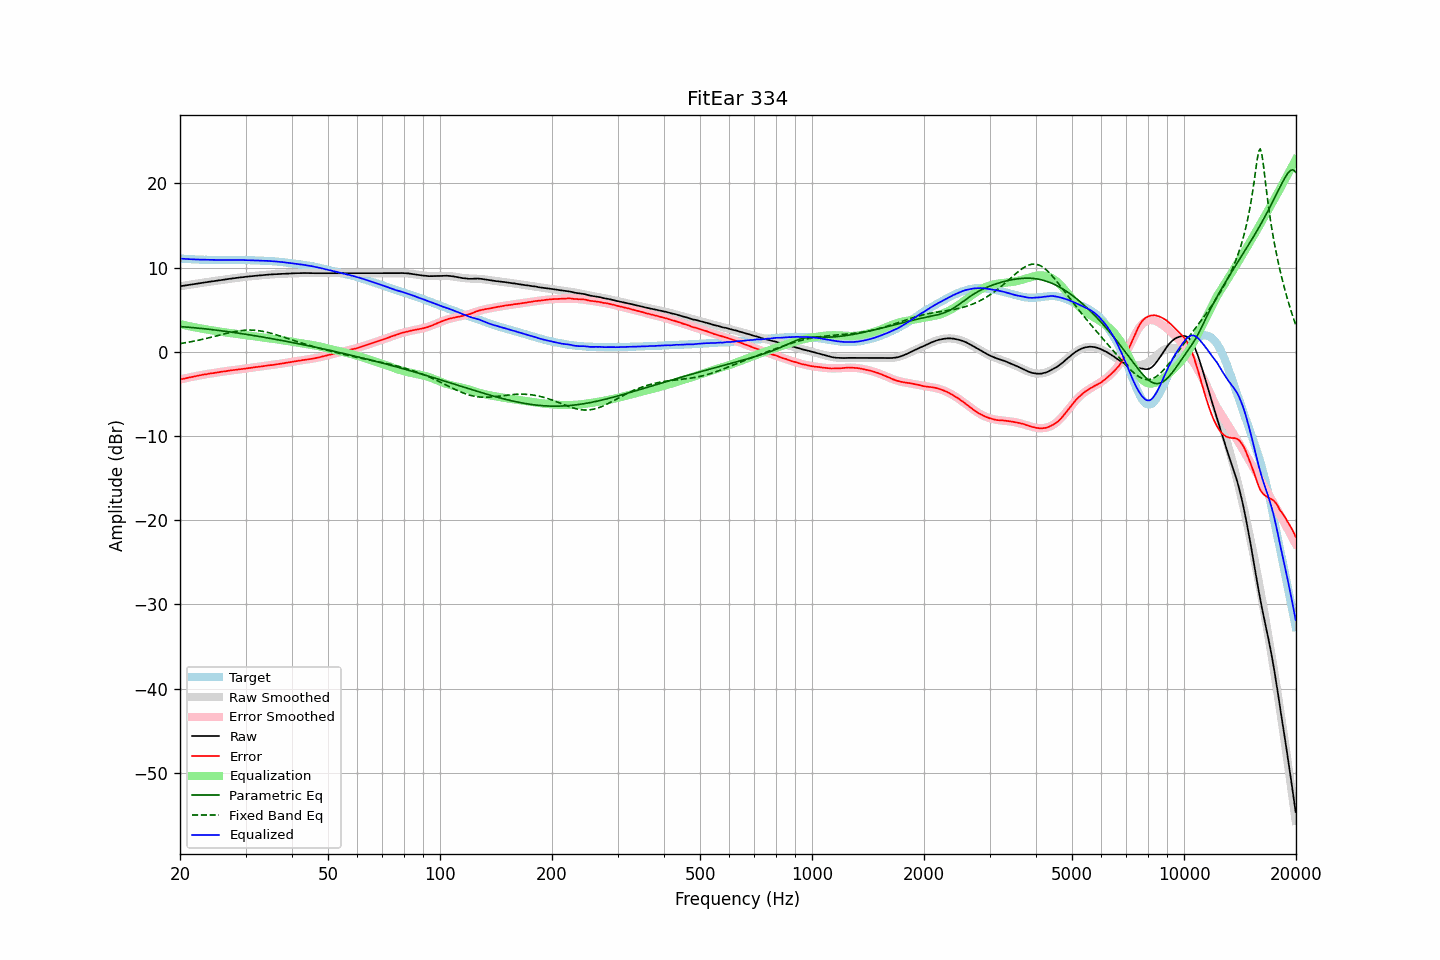 FitEar 334
20
10
0
−10
−20
−30
−40
−50
Amplitude (dBr)
Target
Raw Smoothed
Error Smoothed
Raw
Error
Equalization
Parametric Eq
Fixed Band Eq
Equalized
20 50 100 200 500 1000 2000 5000 10000 20000
Frequency (Hz)